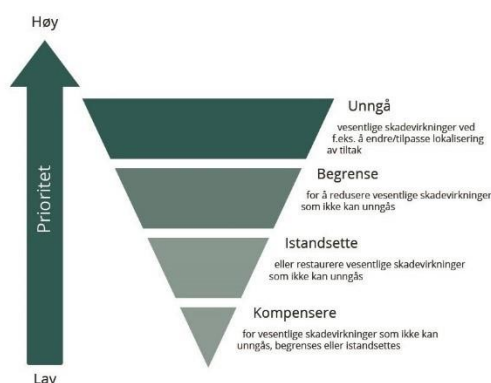 Høy
Prioritet
Unngå
vesentlige skadevirkninger ved
f.eks. å endre/tilpasse lokalisering
av tiltak
Begrense
for å redusere vesentlige skadevirkninger
som ikke kan unngås
Istandsette
eller restaurere vesentlige skadevirkninger
som ikke kan unngås
Kompensere
for vesentlige skadevirkninger som ikke kan
unngås, begrenses eller istandsettes
Lav